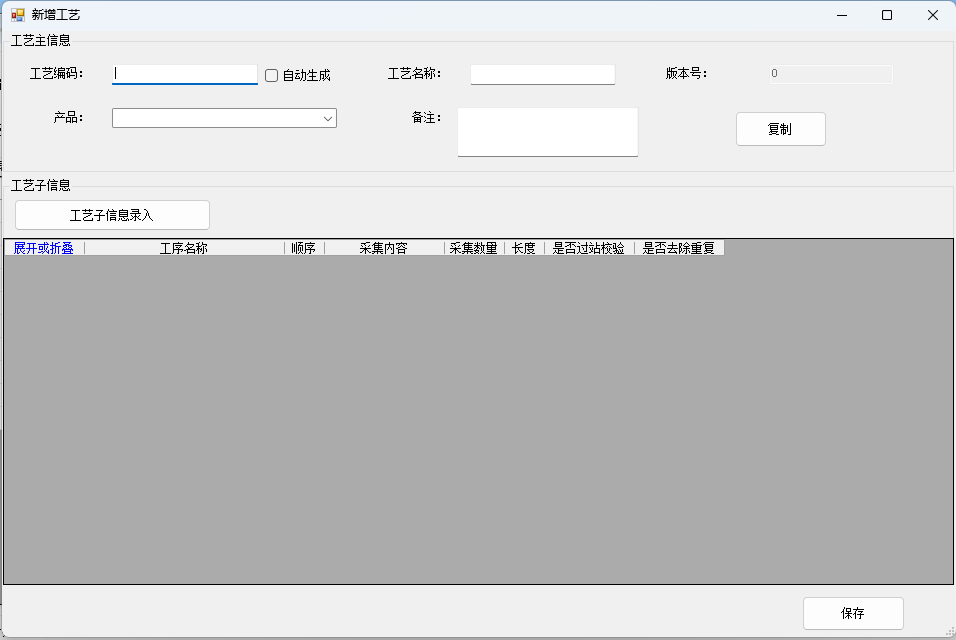 新增工艺
工艺主信息
工艺编码： 自动生成 工艺名称： 版本号： 0
产品： 备注： 复制
工艺子信息
工艺子信息录入
展开或折叠 工序名称 顺序 采集内容 采集数量 长度 是否过站校验 是否去除重复
保存